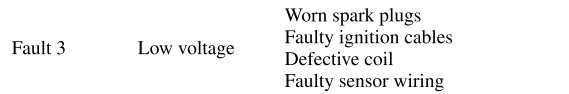 Worn spark plugs
Faulty ignition cables
Fault 3 Low voltage
Defective coil
Faulty sensor wiring